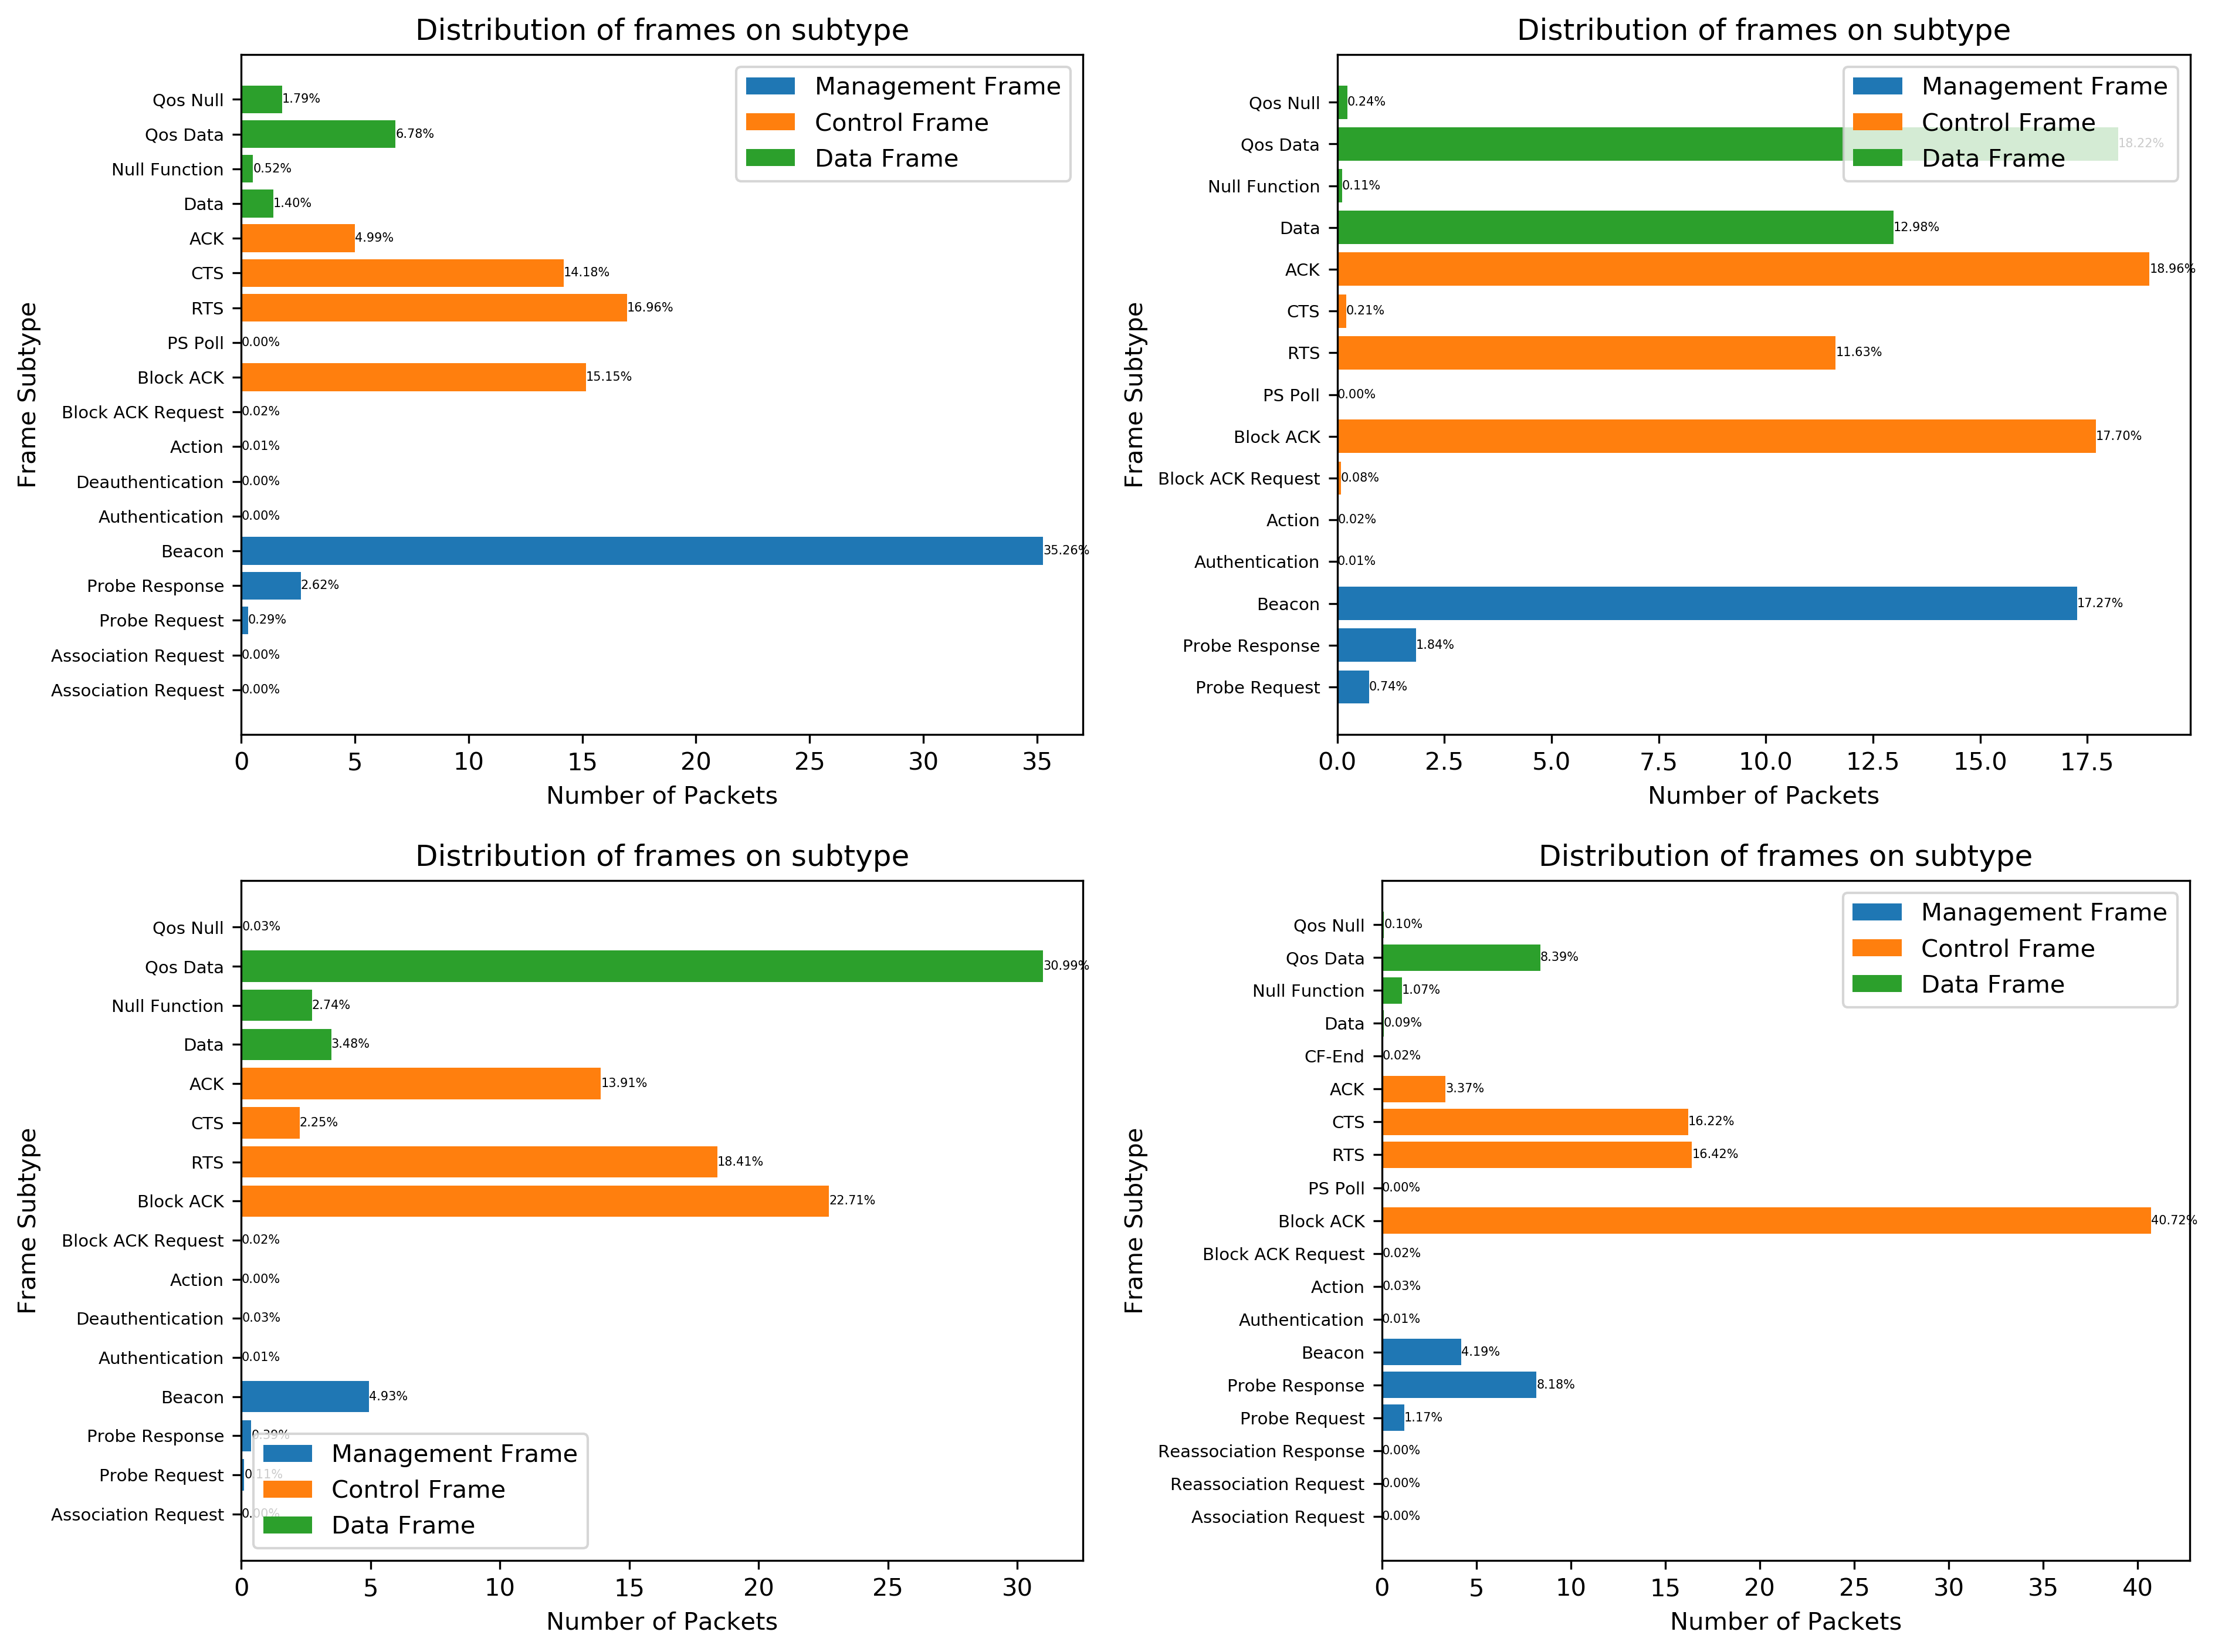 Distribution of frames on subtype
Management Frame
Control Frame
Data Frame
Frame Subtype
Qos Null 1.79%
Qos Data 6.78%
Null Function 0.52%
Data 1.40%
ACK 4.99%
CTS 14.18%
RTS 16.96%
PS Poll 0.00%
Block ACK 15.15%
Block ACK Request 0.02%
Action 0.01%
Deauthentication 0.00%
Authentication 0.00%
Beacon 35.26%
Probe Response 2.62%
Probe Request 0.29%
Association Request 0.00%
Association Request 0.00%
0 5 10 15 20 25 30 35
Number of Packets
Distribution of frames on subtype
Management Frame
Control Frame
Data Frame
Frame Subtype
Qos Null 0.24%
Qos Data 18.22%
Null Function 0.11%
Data 12.98%
ACK 18.96%
CTS 0.21%
RTS 11.63%
PS Poll 0.00%
Block ACK 17.70%
Block ACK Request 0.08%
Action 0.02%
Authentication 0.01%
Beacon 17.27%
Probe Response 1.84%
Probe Request 0.74%
0.0 2.5 5.0 7.5 10.0 12.5 15.0 17.5
Number of Packets
Distribution of frames on subtype
Frame Subtype
Qos Null 0.03%
Qos Data 30.99%
Null Function 2.74%
Data 3.48%
ACK 13.91%
CTS 2.25%
RTS 18.41%
Block ACK 22.71%
Block ACK Request 0.02%
Action 0.00%
Deauthentication 0.03%
Authentication 0.01%
Beacon 4.93%
Probe Response 0.39%
Probe Request 0.11%
Association Request 0.00%
Management Frame
Control Frame
Data Frame
0 5 10 15 20 25 30
Number of Packets
Distribution of frames on subtype
Management Frame
Control Frame
Data Frame
Frame Subtype
Qos Null 0.10%
Qos Data 8.39%
Null Function 1.07%
Data 0.09%
CF-End 0.02%
ACK 3.37%
CTS 16.22%
RTS 16.42%
PS Poll 0.00%
Block ACK 40.72%
Block ACK Request 0.02%
Action 0.03%
Authentication 0.01%
Beacon 4.19%
Probe Response 8.18%
Probe Request 1.17%
Reassociation Response 0.00%
Reassociation Request 0.00%
Association Request 0.00%
0 5 10 15 20 25 30 35 40
Number of Packets